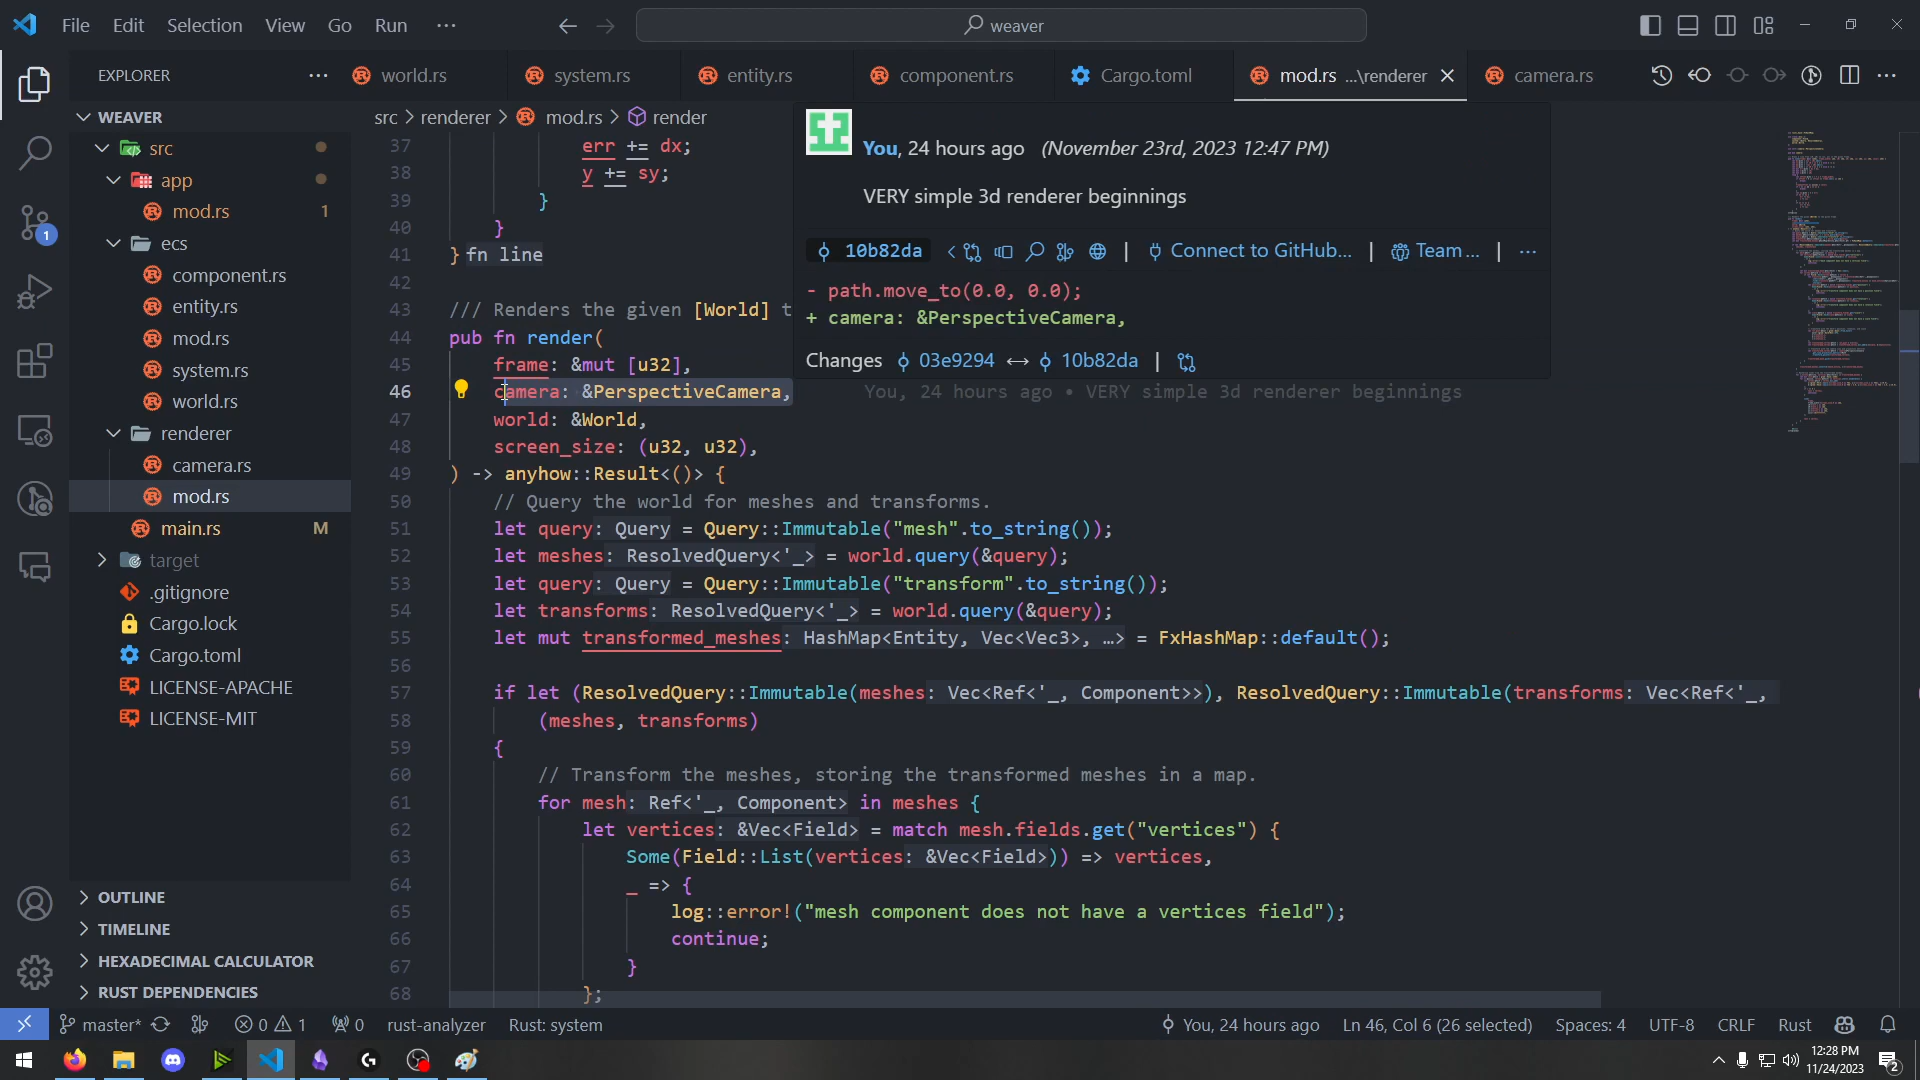 File Edit Selection View Go Run ···
weaver
EXPLORER ···
world.rs system.rs entity.rs component.rs Cargo.toml mod.rs ...\renderer camera.rs
WEAVER
src
app
mod.rs 1
ecs
component.rs
entity.rs
mod.rs
system.rs
world.rs
renderer
camera.rs
mod.rs
main.rs M
target
.gitignore
Cargo.lock
Cargo.toml
LICENSE-APACHE
LICENSE-MIT
OUTLINE
TIMELINE
HEXADECIMAL CALCULATOR
RUST DEPENDENCIES
1
src > renderer > mod.rs > render
37 err += dx;
38 y += sy;
39 }
40 }
41 } fn line
42
43 /// Renders the given [World] t
44 pub fn render(
45 frame: &mut [u32],
46 camera: &PerspectiveCamera, You, 24 hours ago • VERY simple 3d renderer beginnings
47 world: &World,
48 screen_size: (u32, u32),
49 ) -> anyhow::Result<()> {
50 // Query the world for meshes and transforms.
51 let query: Query = Query::Immutable("mesh".to_string());
52 let meshes: ResolvedQuery<'_> = world.query(&query);
53 let query: Query = Query::Immutable("transform".to_string());
54 let transforms: ResolvedQuery<'_> = world.query(&query);
55 let mut transformed_meshes: HashMap<Entity, Vec<Vec3>, …> = FxHashMap::default();
56
57 if let (ResolvedQuery::Immutable(meshes: Vec<Ref<'_, Component>>), ResolvedQuery::Immutable(transforms: Vec<Ref<'_,
58 (meshes, transforms)
59 {
60 // Transform the meshes, storing the transformed meshes in a map.
61 for mesh: Ref<'_, Component> in meshes {
62 let vertices: &Vec<Field> = match mesh.fields.get("vertices") {
63 Some(Field::List(vertices: &Vec<Field>)) => vertices,
64 _ => {
65 log::error!("mesh component does not have a vertices field");
66 continue;
67 }
68 };
You, 24 hours ago (November 23rd, 2023 12:47 PM)
VERY simple 3d renderer beginnings
10b82da | Connect to GitHub... | Team... | ···
- path.move_to(0.0, 0.0);
+ camera: &PerspectiveCamera,
Changes 03e9294 ↔ 10b82da |
master* 0 1 0 rust-analyzer Rust: system You, 24 hours ago Ln 46, Col 6 (26 selected) Spaces: 4 UTF-8 CRLF Rust
12:28 PM
11/24/2023
2